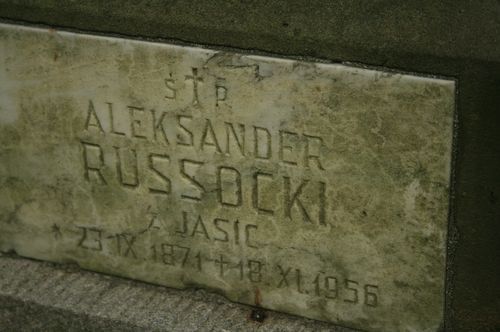 Ś † P
ALEKSANDER
RUSSOCKI
Z JASIC
* 23·IX 1871 † 18 XI.1956